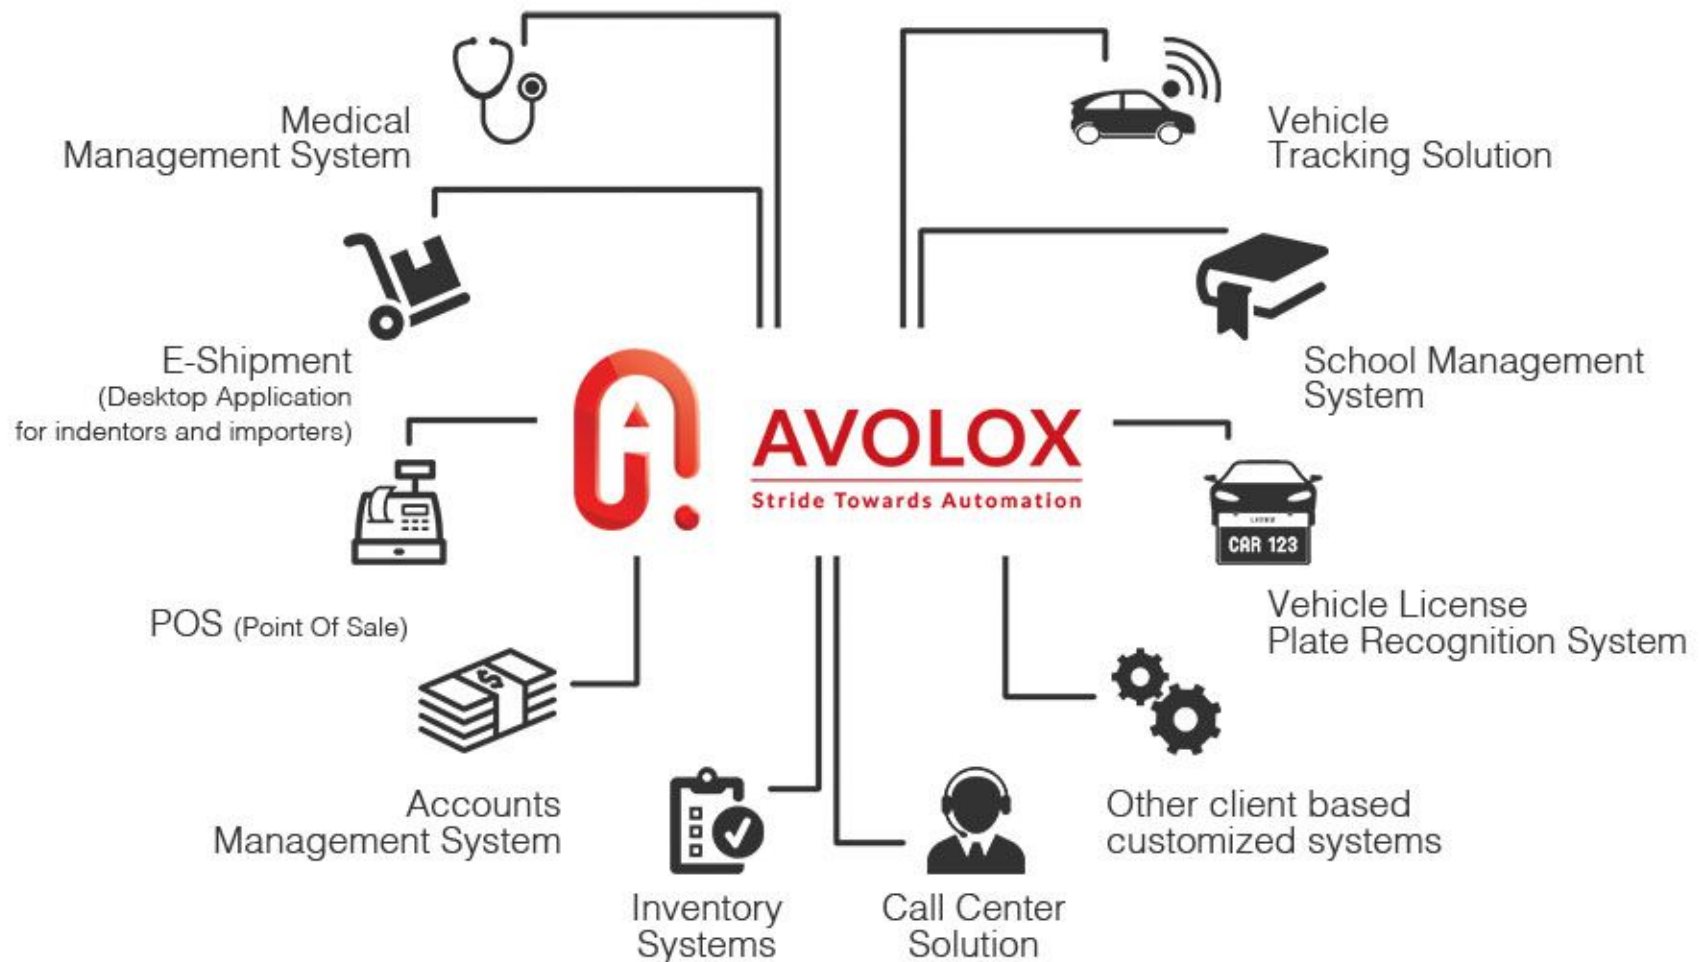 Medical
Management System
Vehicle
Tracking Solution
E-Shipment
(Desktop Application
for indentors and importers)
School Management
System
AVOLOX
Stride Towards Automation
CAR 123
POS (Point Of Sale)
Vehicle License
Plate Recognition System
$
Accounts
Management System
Other client based
customized systems
Inventory
Systems
Call Center
Solution